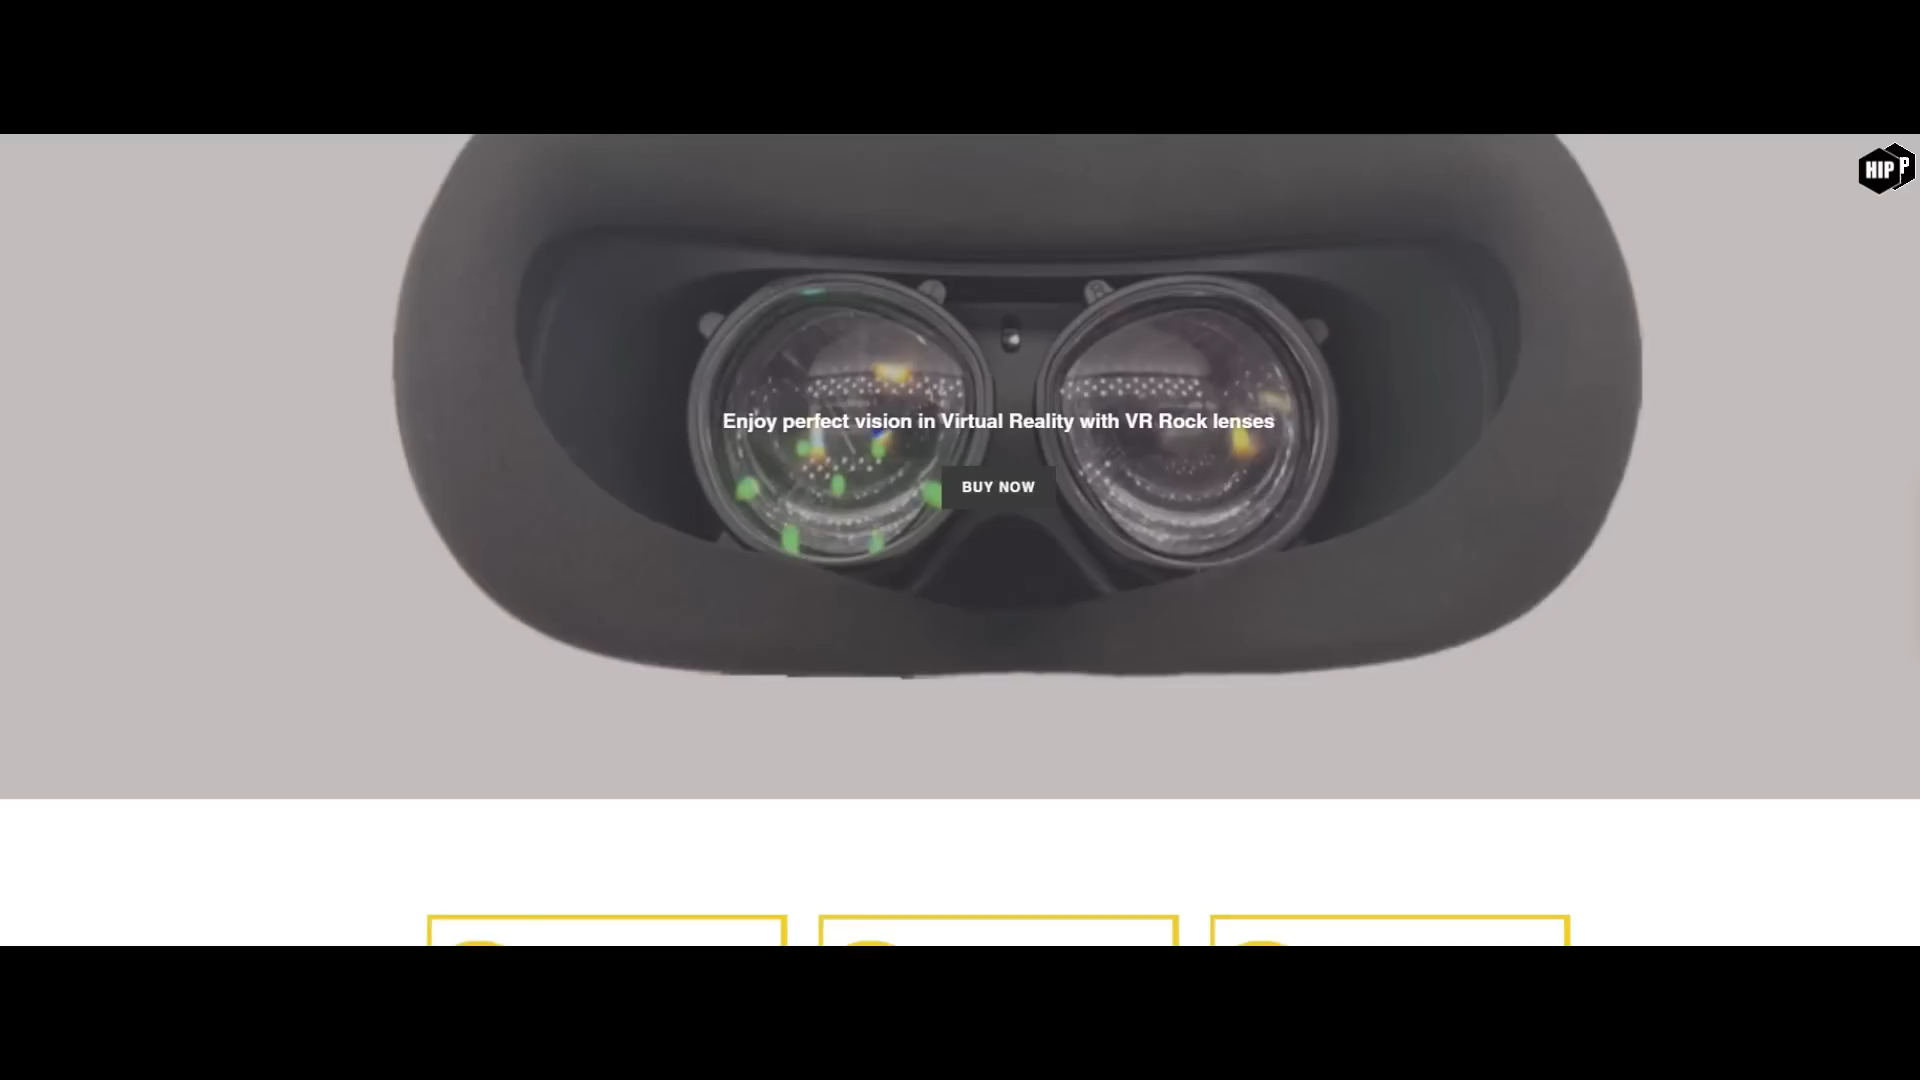 HIP P
Enjoy perfect vision in Virtual Reality with VR Rock lenses
BUY NOW